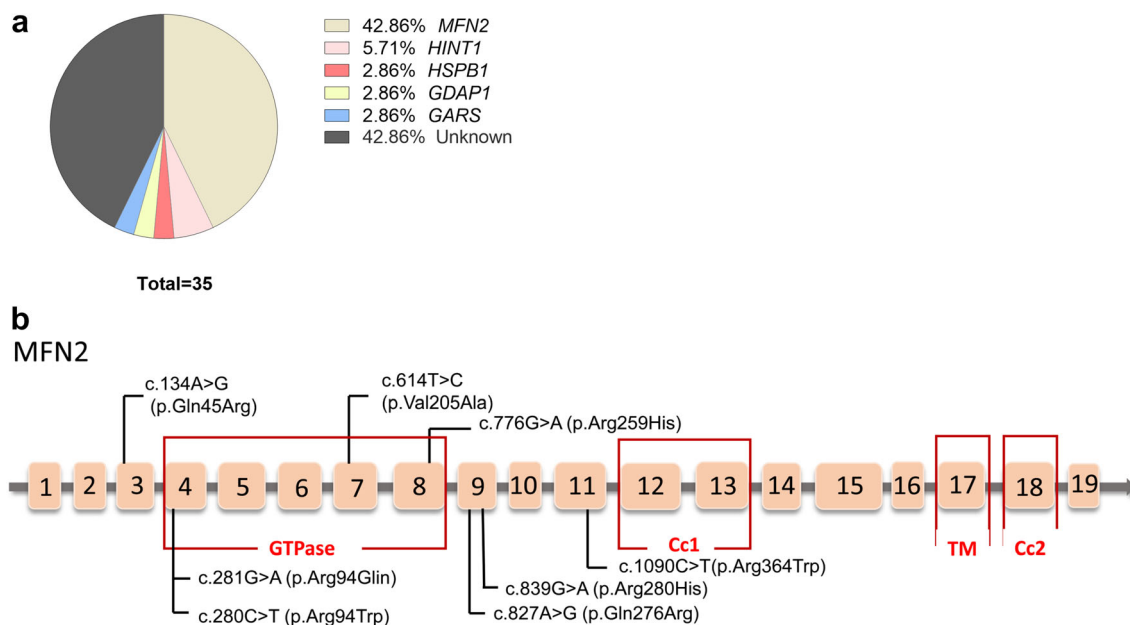 a
42.86% MFN2
5.71% HINT1
2.86% HSPB1
2.86% GDAP1
2.86% GARS
42.86% Unknown
Total=35
b
MFN2
c.134A>G
(p.Gln45Arg)
c.614T>C
(p.Val205Ala)
c.776G>A (p.Arg259His)
1 2 3 4 5 6 7 8 9 10 11 12 13 14 15 16 17 18 19
GTPase
Cc1
TM
Cc2
c.281G>A (p.Arg94Glin)
c.280C>T (p.Arg94Trp)
c.1090C>T(p.Arg364Trp)
c.839G>A (p.Arg280His)
c.827A>G (p.Gln276Arg)